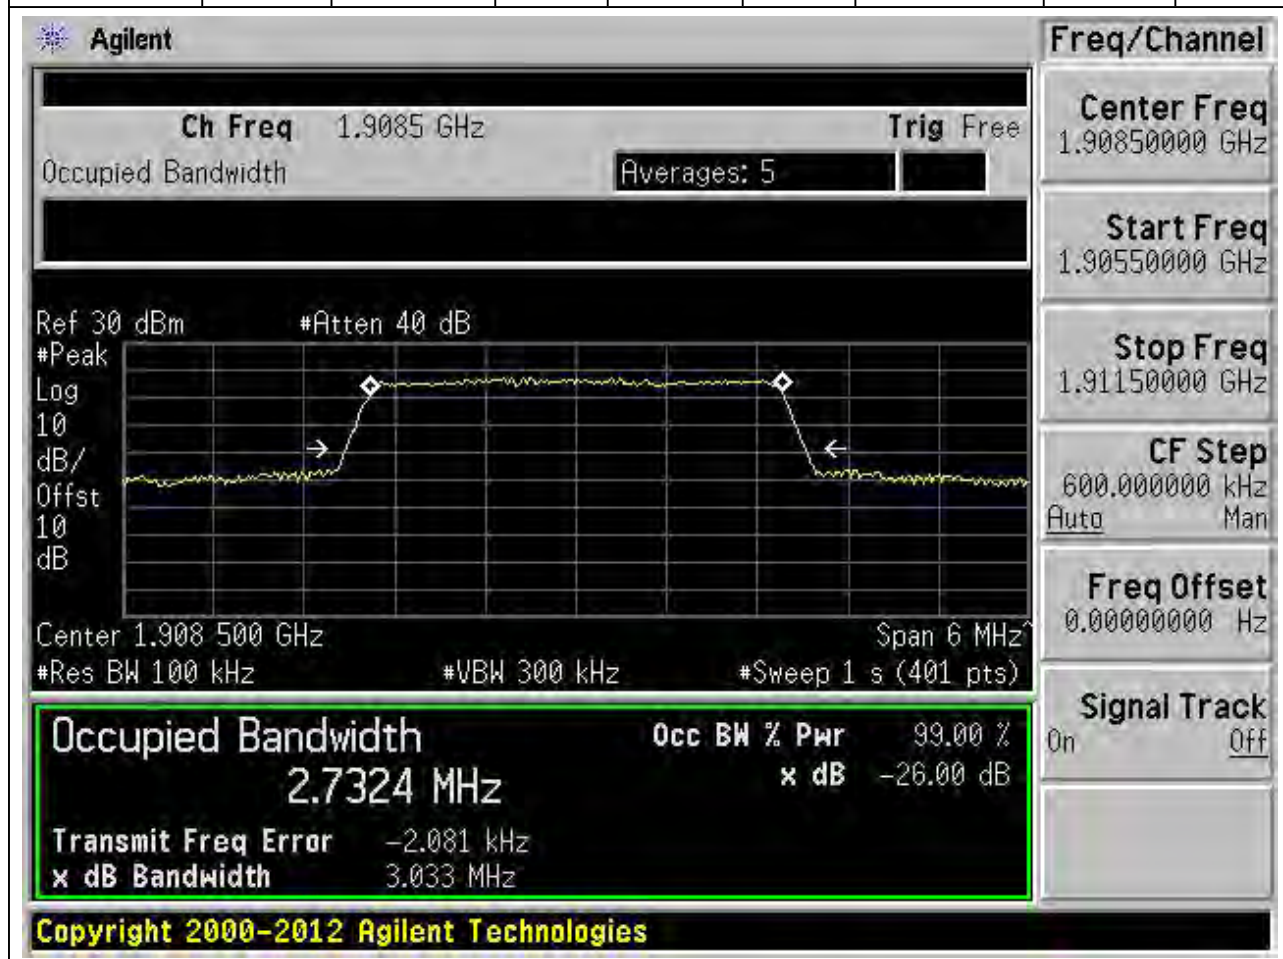 Agilent
Freq/Channel
Ch Freq 1.9085 GHz Trig Free
Occupied Bandwidth Averages: 5
Center Freq
1.90850000 GHz
Start Freq
1.90550000 GHz
Stop Freq
1.91150000 GHz
CF Step
600.000000 kHz
Auto Man
Freq Offset
0.00000000 Hz
Signal Track
On Off
Ref 30 dBm #Atten 40 dB
#Peak
Log
10
dB/
Offst
10
dB
Center 1.908 500 GHz Span 6 MHz^
#Res BW 100 kHz #VBW 300 kHz #Sweep 1 s (401 pts)
Occupied Bandwidth Occ BW % Pwr 99.00 %
2.7324 MHz x dB -26.00 dB
Transmit Freq Error -2.081 kHz
x dB Bandwidth 3.033 MHz
Copyright 2000-2012 Agilent Technologies